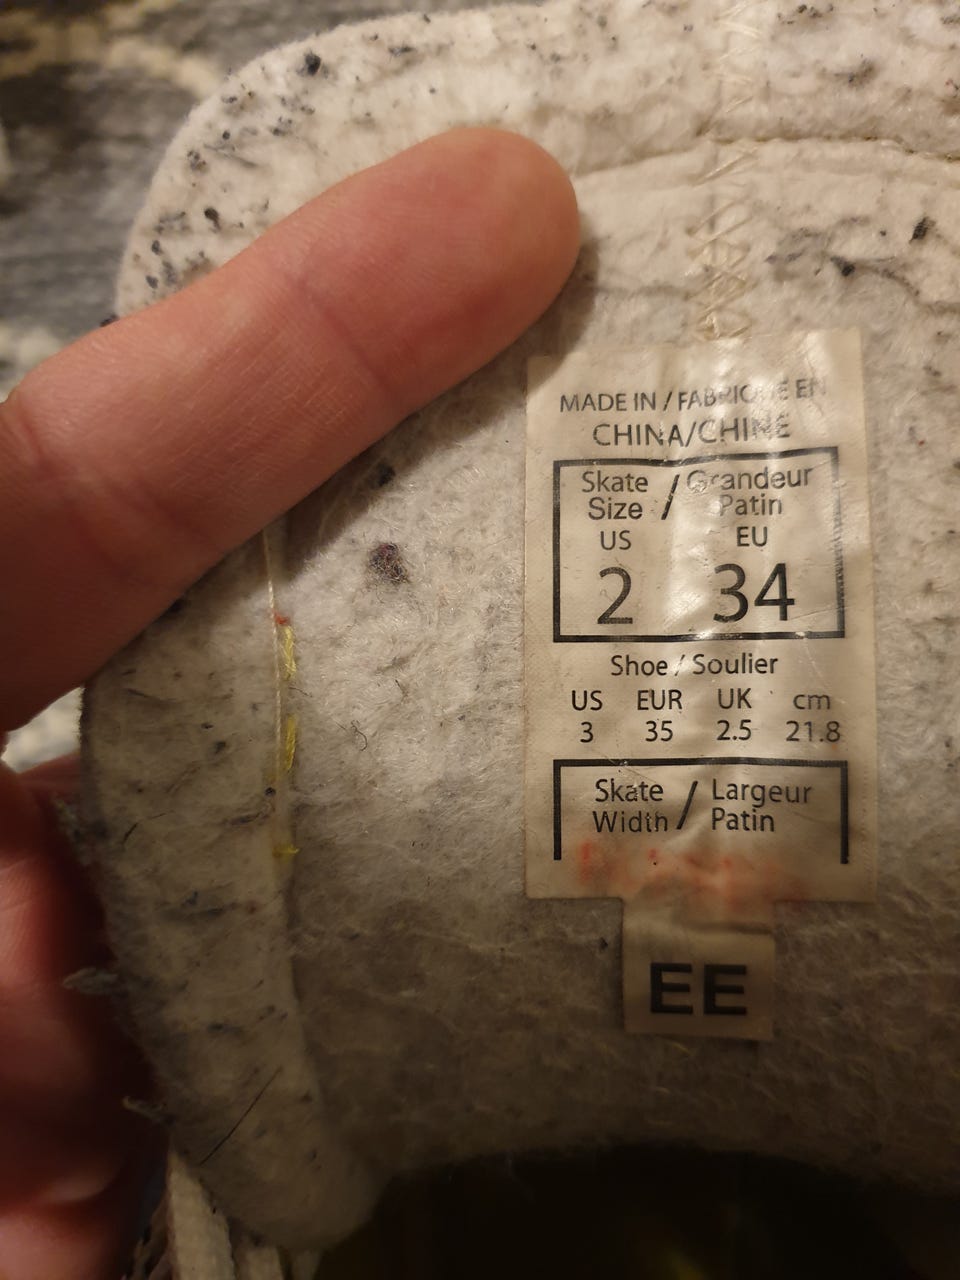 MADE IN / FABRIQUE EN
CHINA/CHINE
Skate / Grandeur
Size Patin
US EU
2 34
Shoe / Soulier
US EUR UK cm
3 35 2.5 21.8
Skate / Largeur
Width Patin
EE